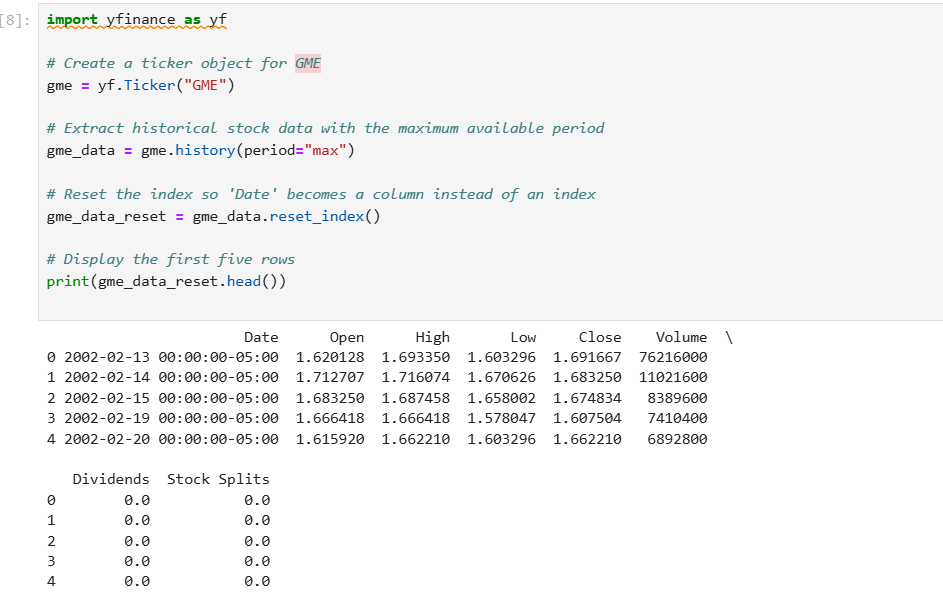 [8]:
import yfinance as yf
# Create a ticker object for GME
gme = yf.Ticker("GME")
# Extract historical stock data with the maximum available period
gme_data = gme.history(period="max")
# Reset the index so 'Date' becomes a column instead of an index
gme_data_reset = gme_data.reset_index()
# Display the first five rows
print(gme_data_reset.head())
Date Open High Low Close Volume \
0 2002-02-13 00:00:00-05:00 1.620128 1.693350 1.603296 1.691667 76216000
1 2002-02-14 00:00:00-05:00 1.712707 1.716074 1.670626 1.683250 11021600
2 2002-02-15 00:00:00-05:00 1.683250 1.687458 1.658002 1.674834 8389600
3 2002-02-19 00:00:00-05:00 1.666418 1.666418 1.578047 1.607504 7410400
4 2002-02-20 00:00:00-05:00 1.615920 1.662210 1.603296 1.662210 6892800
Dividends Stock Splits
0 0.0 0.0
1 0.0 0.0
2 0.0 0.0
3 0.0 0.0
4 0.0 0.0